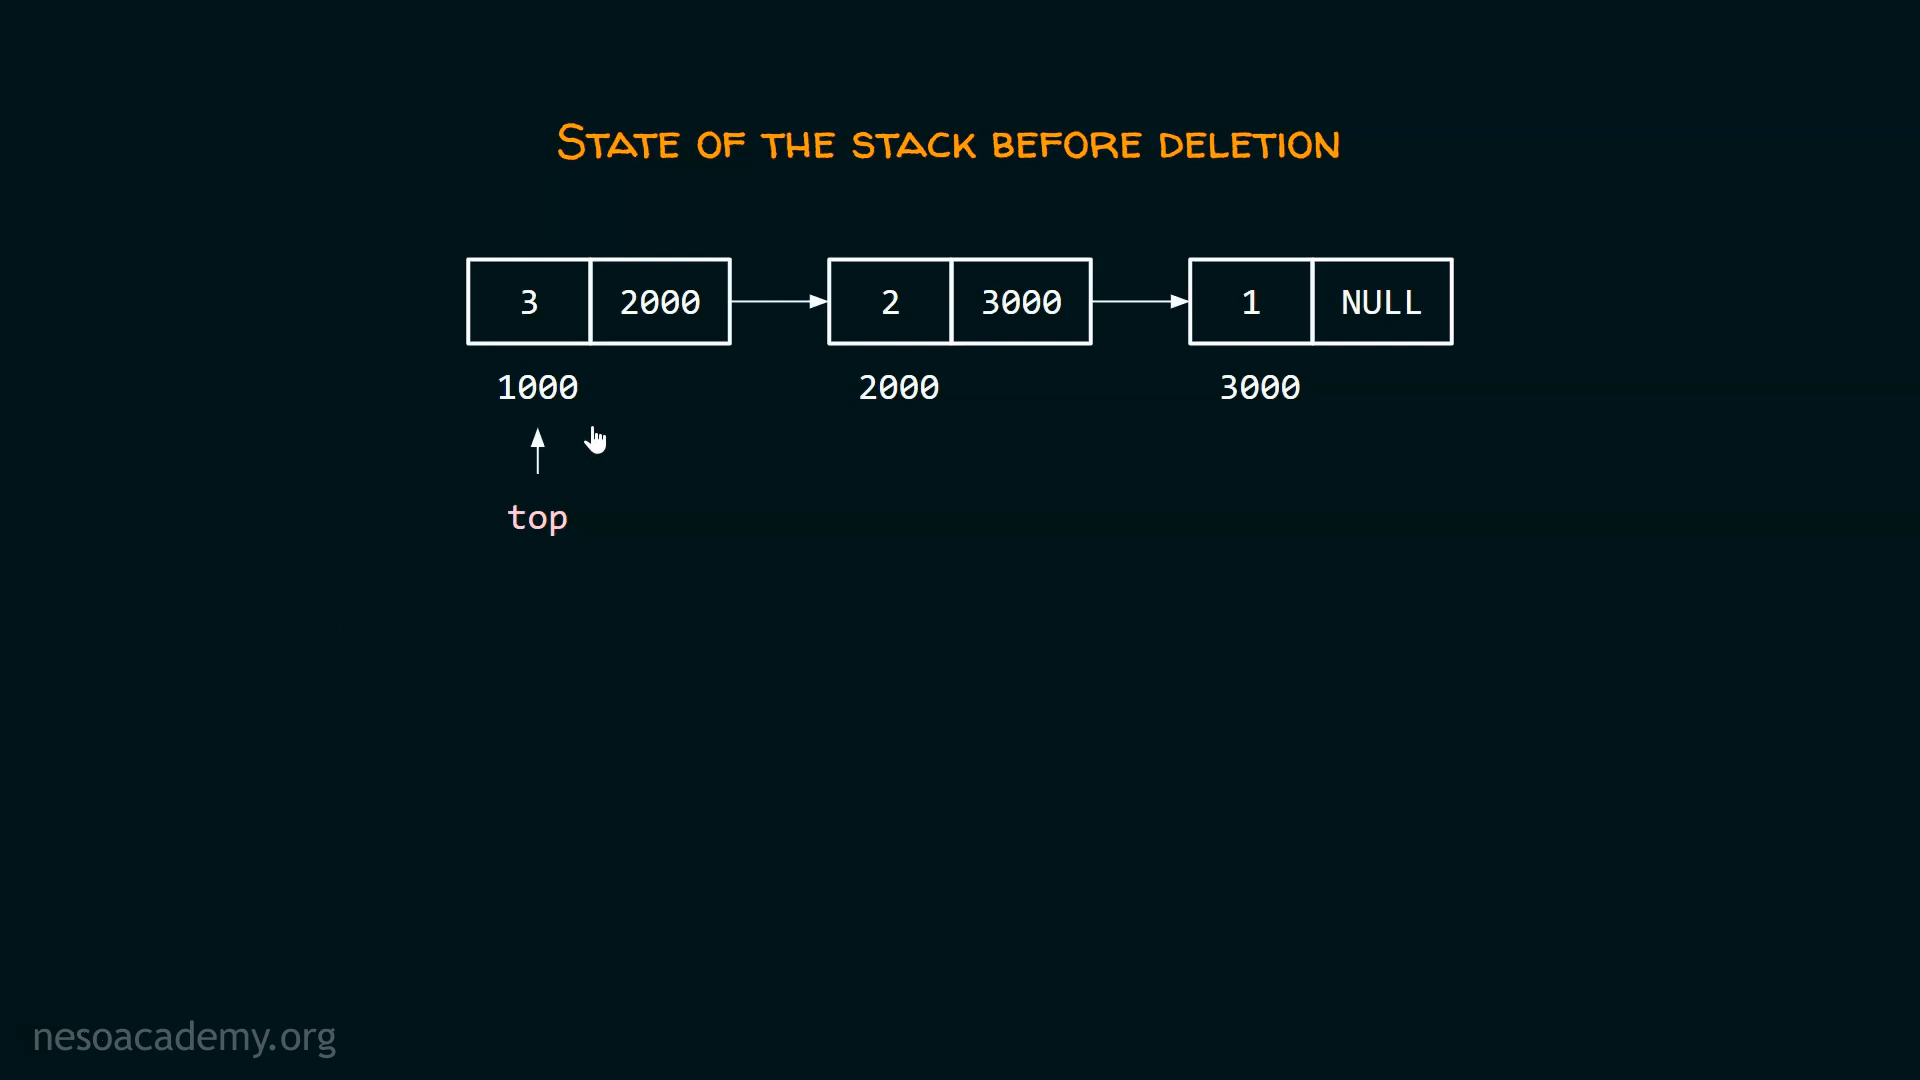 State of the stack before deletion
3 2000 2 3000 1 NULL
1000 2000 3000
top
nesoacademy.org